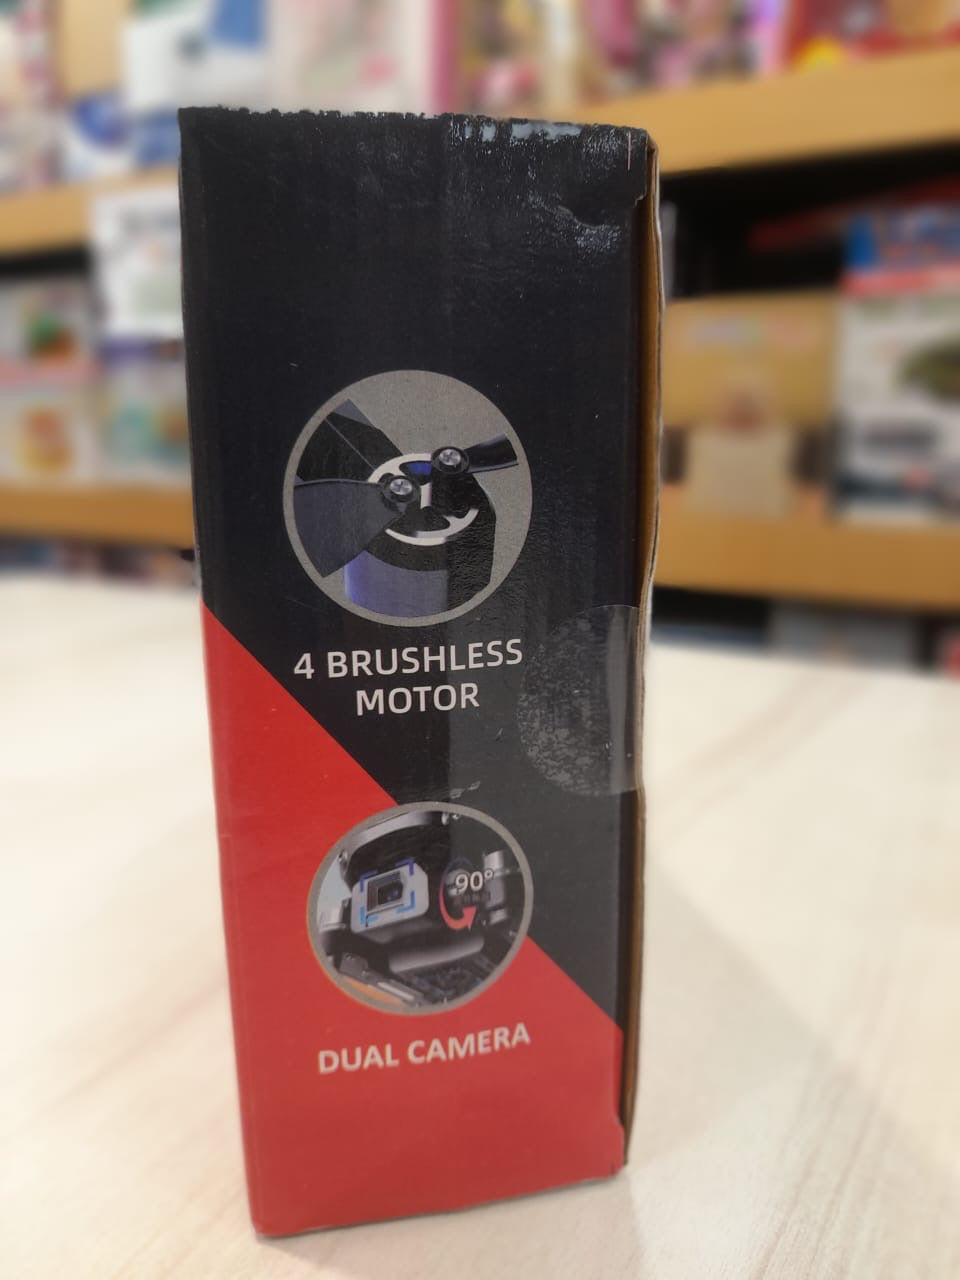 4 BRUSHLESS
MOTOR
90°
DUAL CAMERA